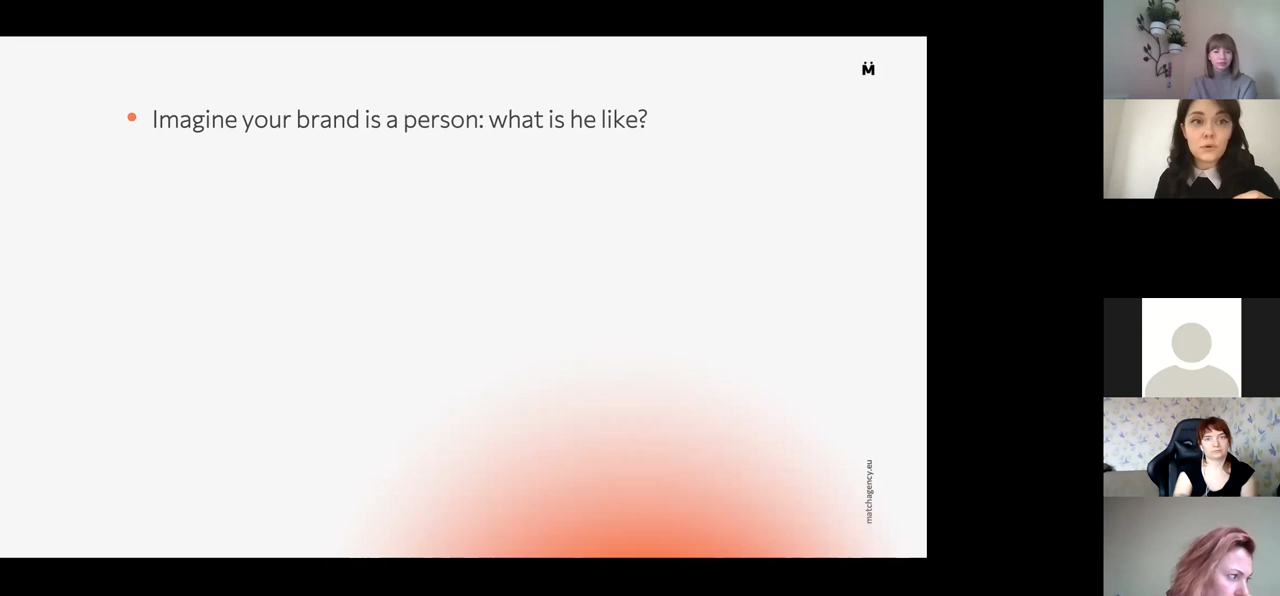 M̈
Imagine your brand is a person: what is he like?
matchagency.eu